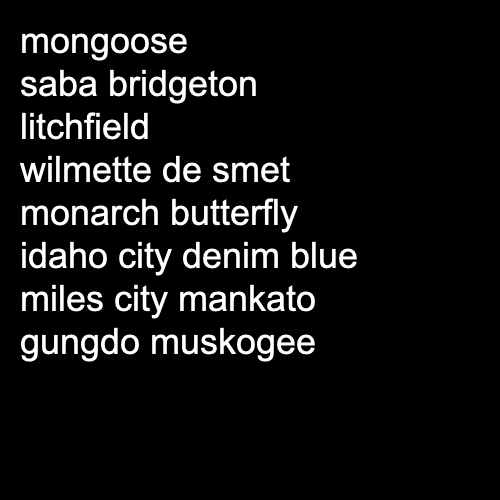 mongoose
saba bridgeton
litchfield
wilmette de smet
monarch butterfly
idaho city denim blue
miles city mankato
gungdo muskogee